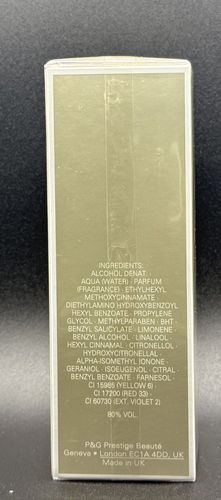 INGREDIENTS:
ALCOHOL DENAT.
AQUA (WATER) · PARFUM
(FRAGRANCE) · ETHYLHEXYL
METHOXYCINNAMATE
DIETHYLAMINO HYDROXYBENZOYL
HEXYL BENZOATE · PROPYLENE
GLYCOL · METHYLPARABEN · BHT ·
BENZYL SALICYLATE · LIMONENE
BENZYL ALCOHOL · LINALOOL ·
HEXYL CINNAMAL · CITRONELLOL ·
HYDROXYCITRONELLAL
ALPHA-ISOMETHYL IONONE ·
GERANIOL · ISOEUGENOL · CITRAL ·
BENZYL BENZOATE · FARNESOL ·
CI 15985 (YELLOW 6)
CI 17200 (RED 33) ·
CI 60730 (EXT. VIOLET 2)
80% VOL.
P&G Prestige Beauté
Geneva • London EC1A 4DD, UK
Made in UK